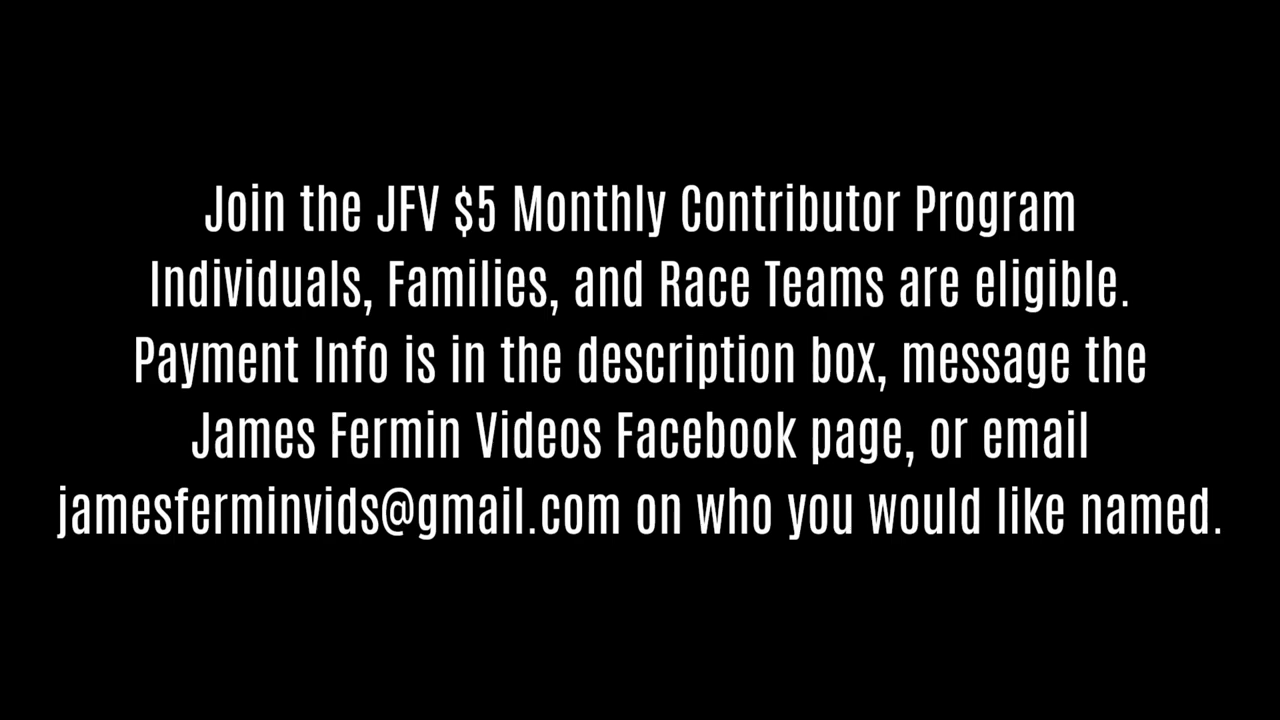 Join the JFV $5 Monthly Contributor Program
Individuals, Families, and Race Teams are eligible.
Payment Info is in the description box, message the
James Fermin Videos Facebook page, or email
jamesferminvids@gmail.com on who you would like named.